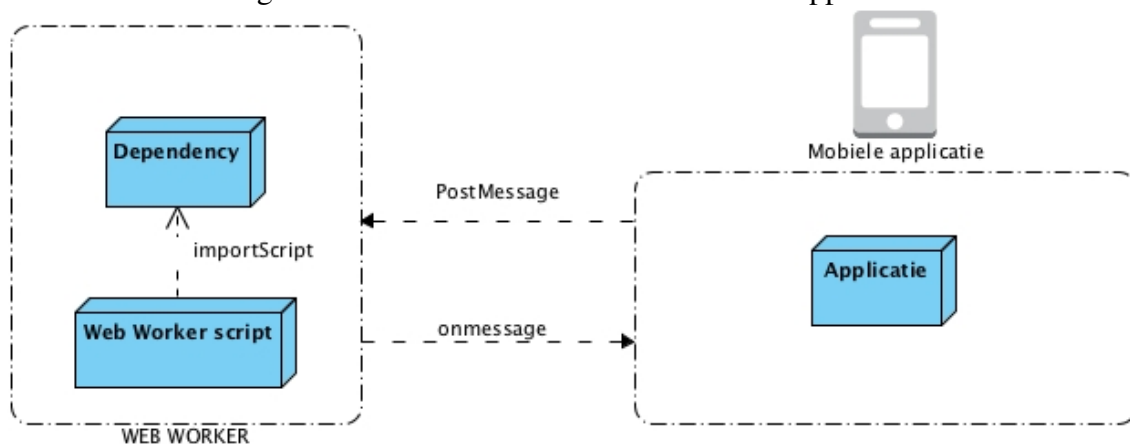 Mobiele applicatie
Dependency
PostMessage
importScript
Applicatie
Web Worker script
onmessage
WEB WORKER